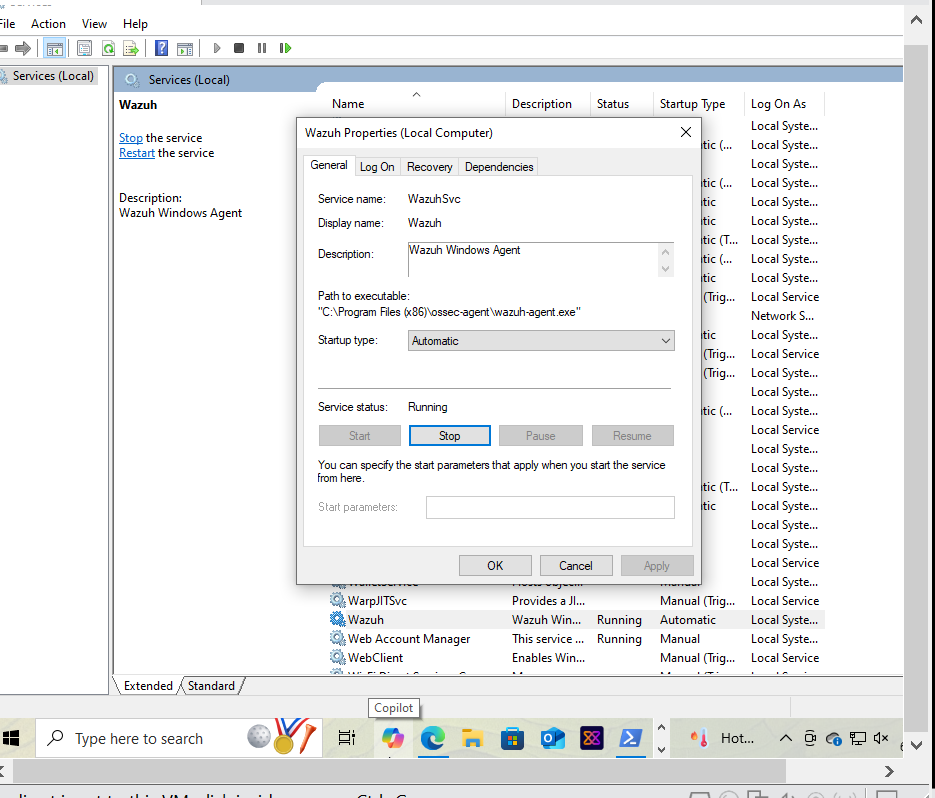 File Action View Help
Services (Local)
Services (Local)
Wazuh
Stop the service
Restart the service
Description:
Wazuh Windows Agent
Name Description Status Startup Type Log On As
Wazuh Properties (Local Computer)
General Log On Recovery Dependencies
Service name: WazuhSvc
Display name: Wazuh
Description: Wazuh Windows Agent
Path to executable:
"C:\Program Files (x86)\ossec-agent\wazuh-agent.exe"
Startup type: Automatic
Service status: Running
Start Stop Pause Resume
You can specify the start parameters that apply when you start the service
from here.
Start parameters:
OK Cancel Apply
Local Syste...
tic (... Local Syste...
Local Syste...
tic (... Local Syste...
tic Local Syste...
Local Syste...
tic (T... Local Syste...
tic (... Local Syste...
tic Local Syste...
(Trig... Local Service
Network S...
tic Local Syste...
(Trig... Local Service
(Trig... Local Syste...
Local Syste...
tic (... Local Syste...
Local Service
Local Syste...
Local Syste...
tic (T... Local Syste...
tic Local Syste...
Local Syste...
Local Syste...
Local Service
WalletService Hosts objec... Manual Local Syste...
WarpJITSvc Provides a JI... Manual (Trig... Local Service
Wazuh Wazuh Win... Running Automatic Local Syste...
Web Account Manager This service ... Running Manual Local Syste...
WebClient Enables Win... Manual (Trig... Local Service
Extended Standard
Copilot
Type here to search
Hot...